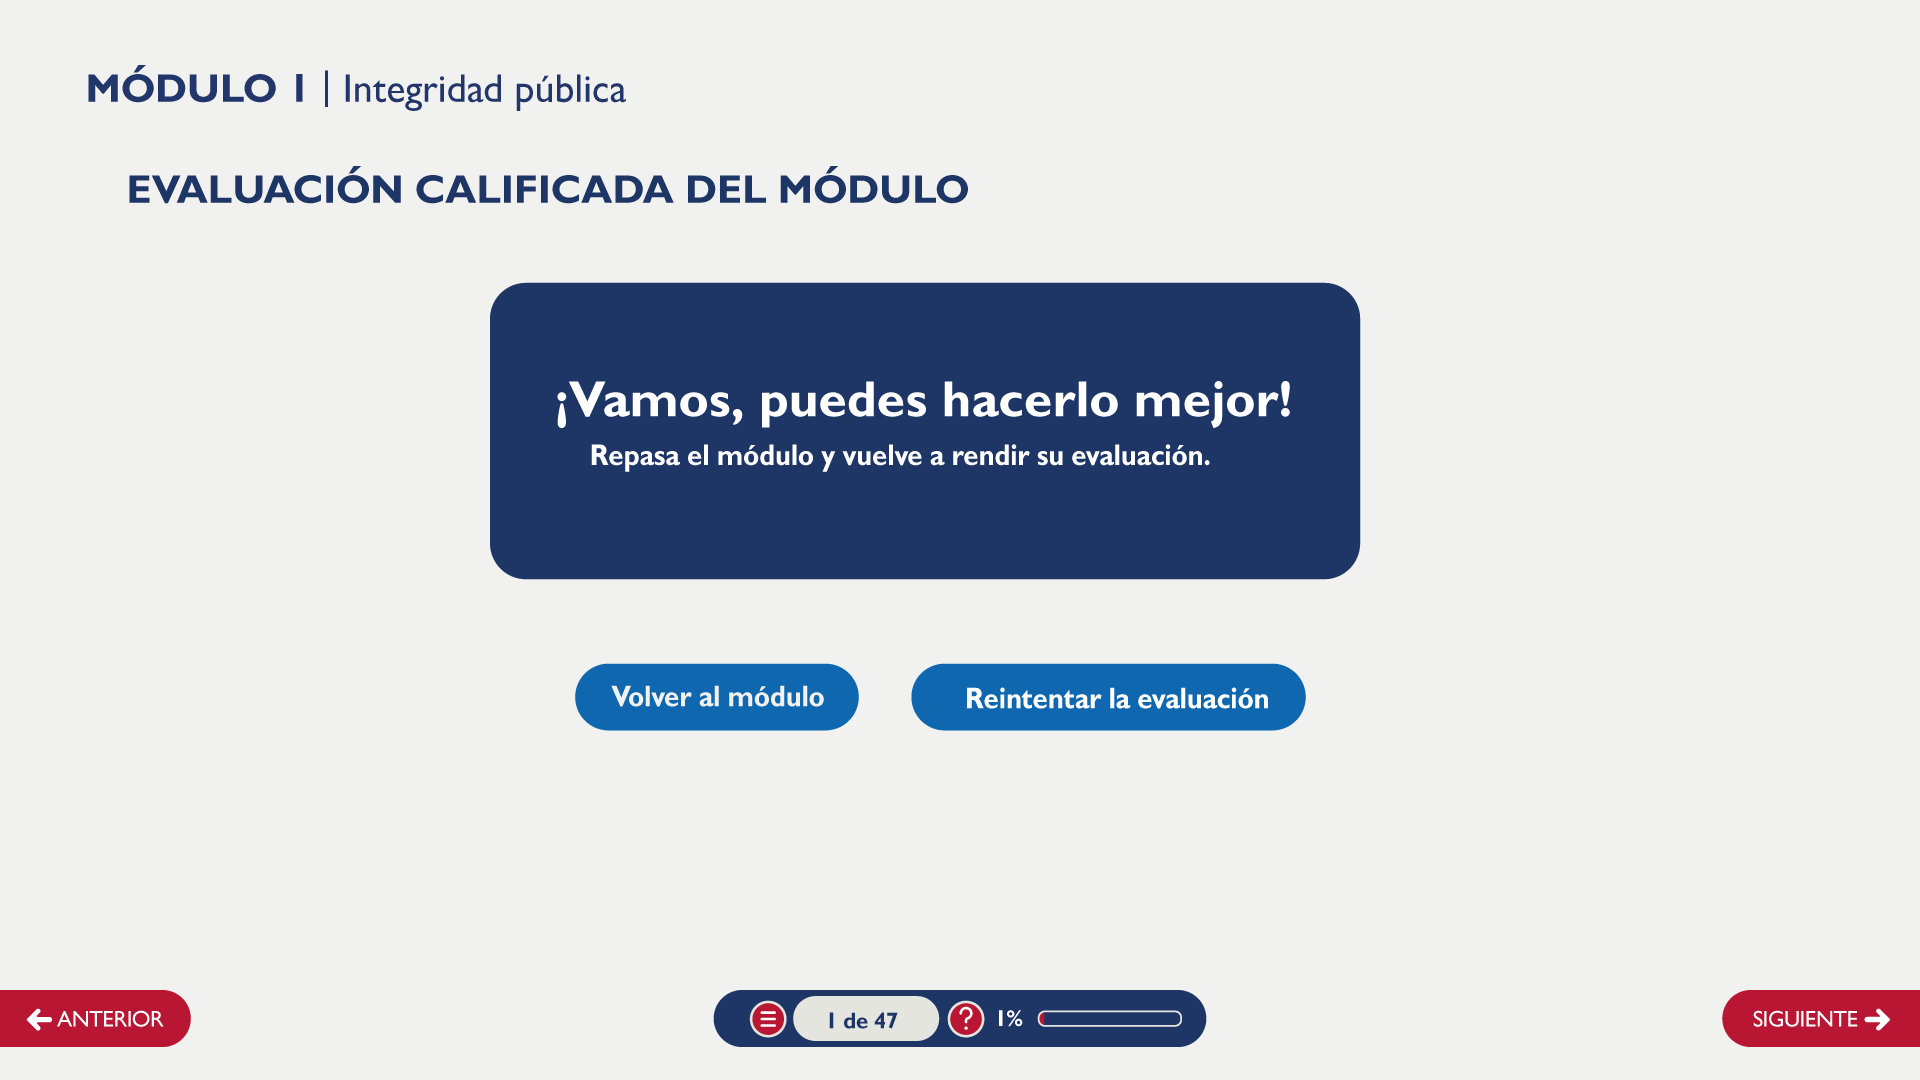 MÓDULO 1 | Integridad pública
EVALUACIÓN CALIFICADA DEL MÓDULO
¡Vamos, puedes hacerlo mejor!
Repasa el módulo y vuelve a rendir su evaluación.
Volver al módulo
Reintentar la evaluación
ANTERIOR
1 de 47
?
1%
SIGUIENTE